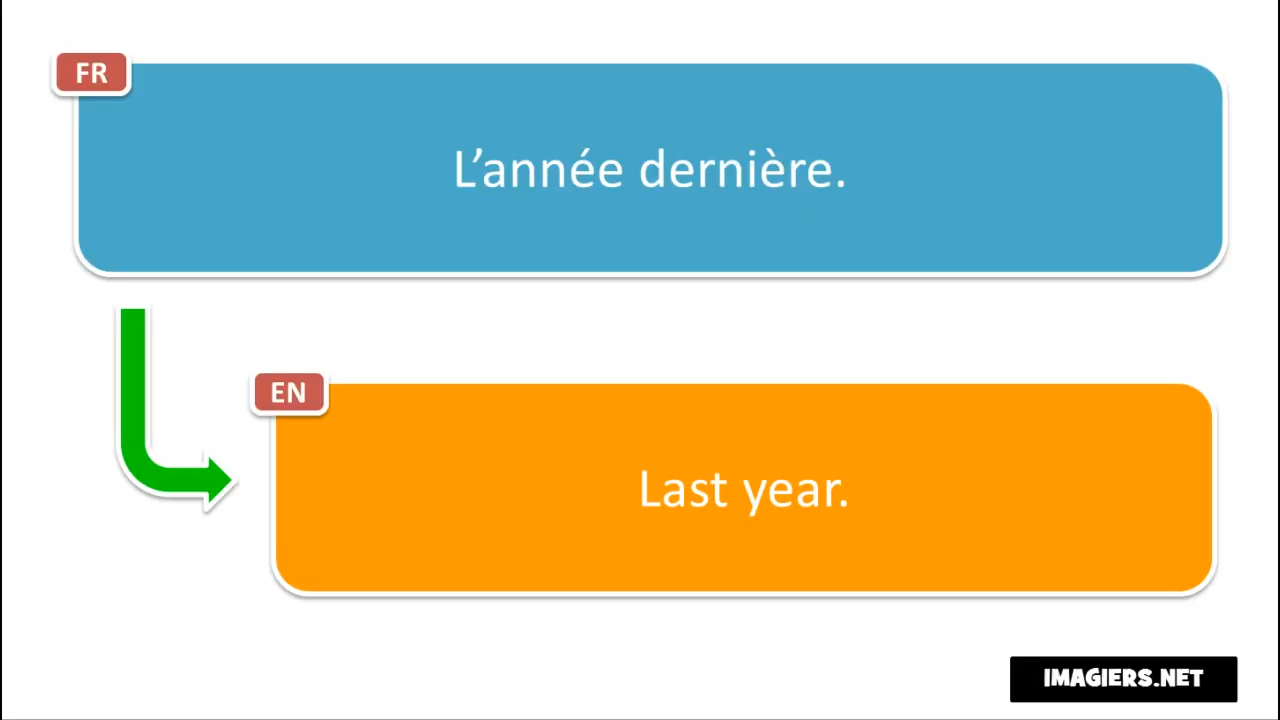 FR
L’année dernière.
EN
Last year.
IMAGIERS.NET